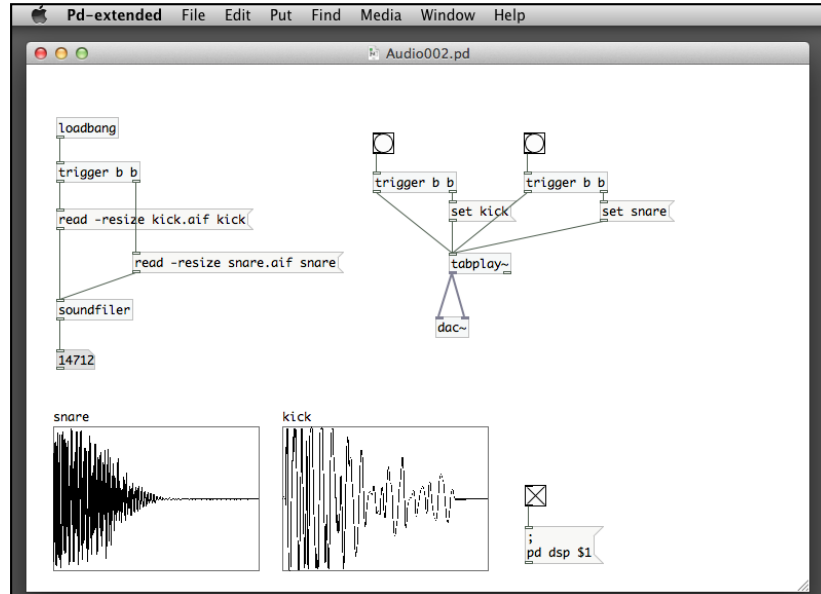 Pd-extended File Edit Put Find Media Window Help
Audio002.pd
loadbang
trigger b b
read -resize kick.aif kick
read -resize snare.aif snare
soundfiler
14712
trigger b b
trigger b b
set kick
set snare
tabplay~
dac~
snare
kick
;
pd dsp $1